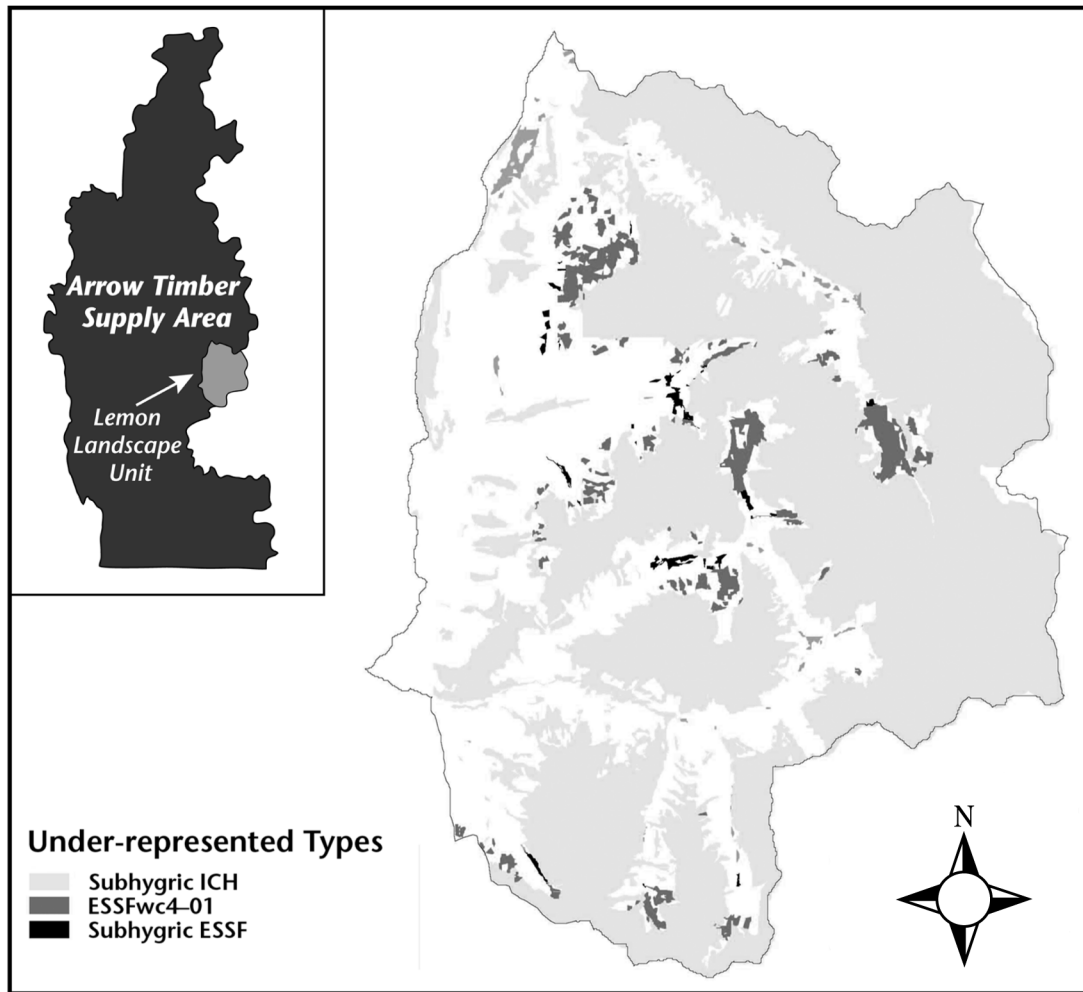 Arrow Timber
Supply Area
Lemon
Landscape
Unit
Under-represented Types
Subhygric ICH
ESSFwc4–01
Subhygric ESSF
N